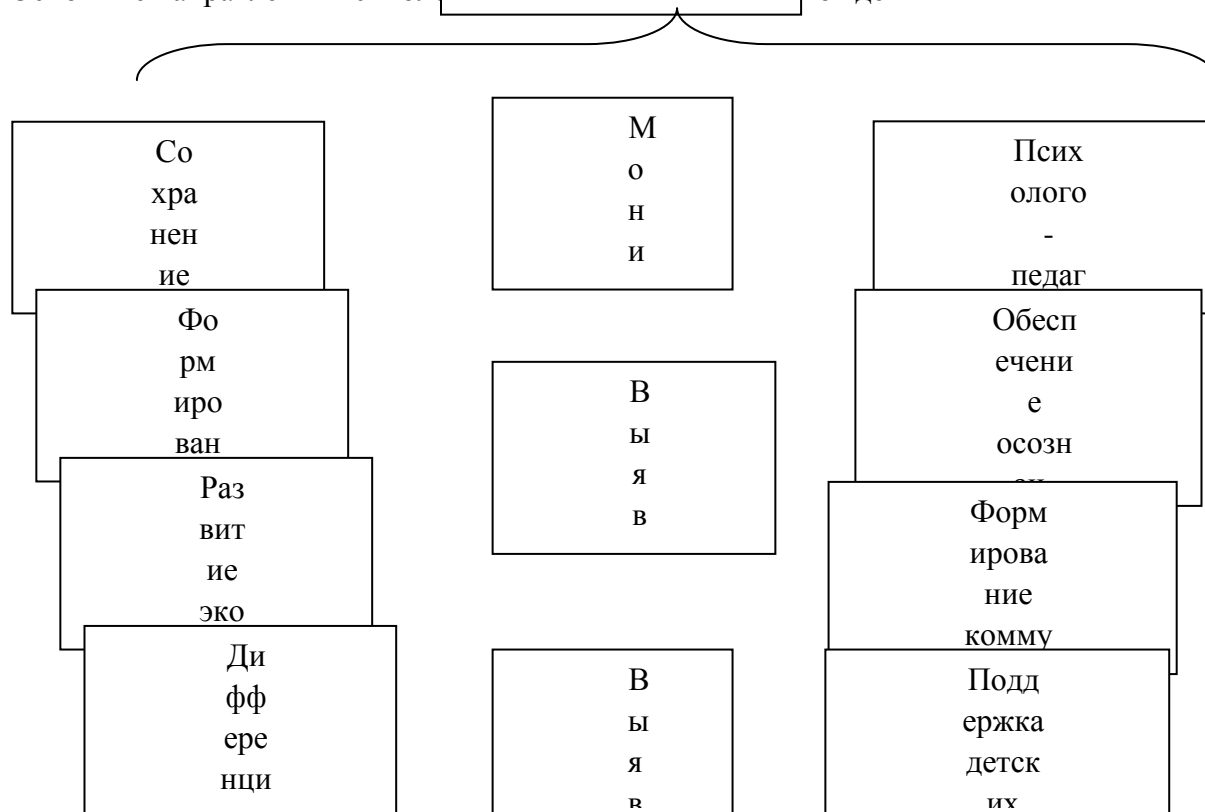 Со
хра
нен
ие
Фо
рм
иро
ван
Раз
вит
ие
эко
Ди
фф
ере
нци
М
о
н
и
В
ы
я
в
В
ы
я
в
Псих
олого
-
педаг
Обесп
ечени
е
осозн
Форм
ирова
ние
комму
Подд
ержка
детск
их